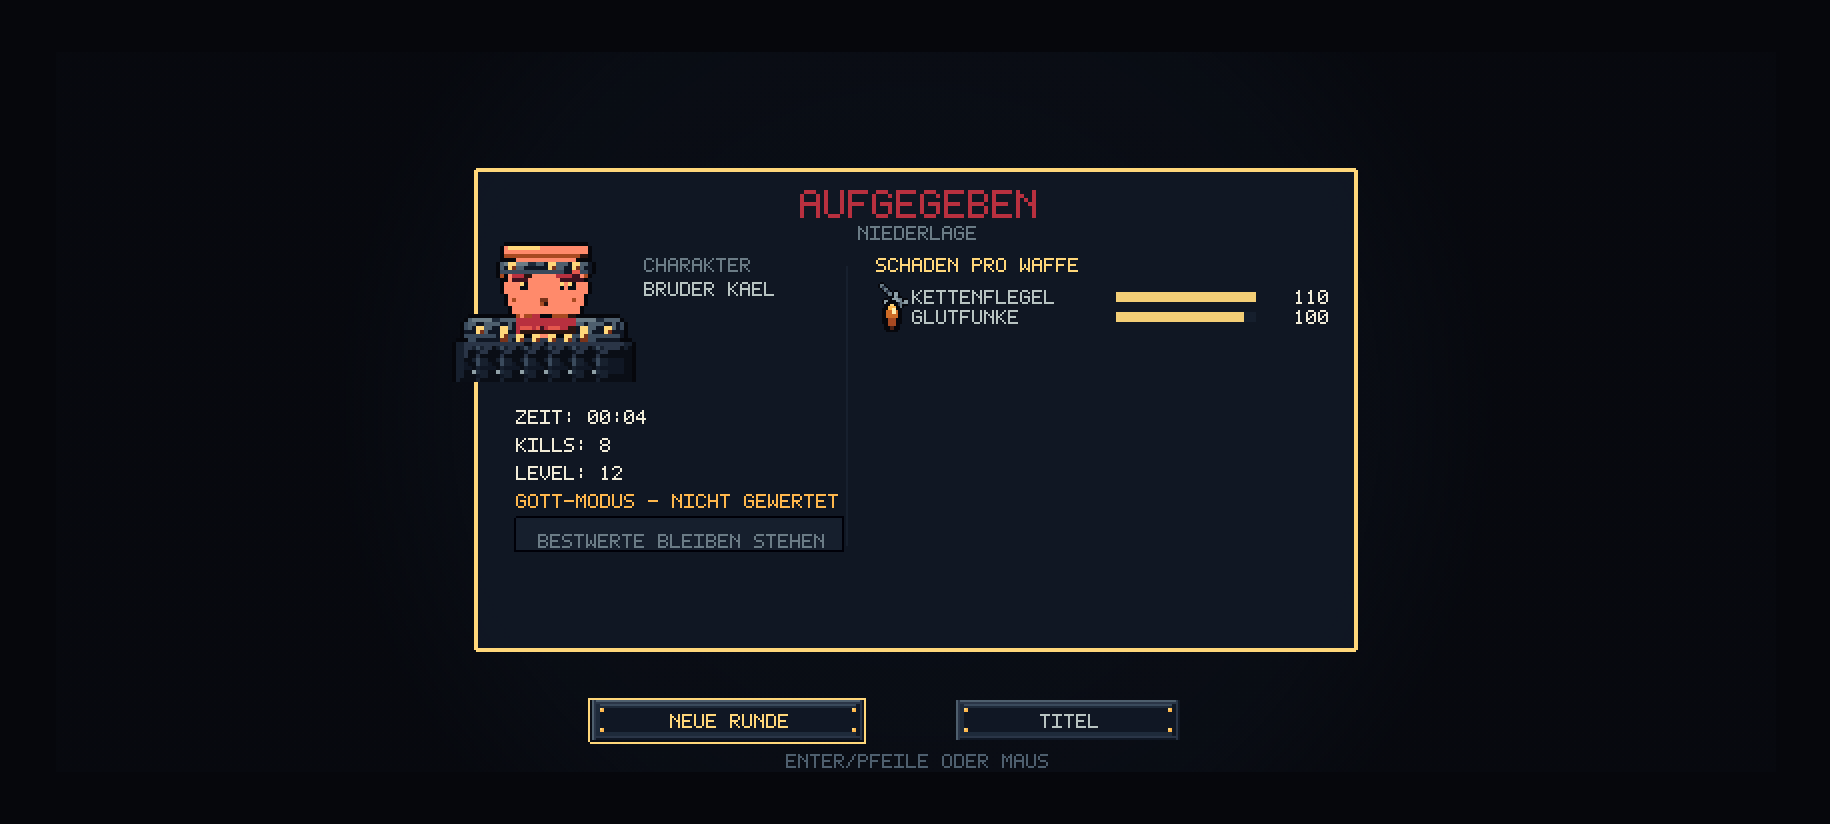 AUFGEGEBEN
NIEDERLAGE
CHARAKTER
BRUDER KAEL
SCHADEN PRO WAFFE
KETTENFLEGEL 110
GLUTFUNKE 100
ZEIT: 00:04
KILLS: 8
LEVEL: 12
GOTT-MODUS - NICHT GEWERTET
BESTWERTE BLEIBEN STEHEN
NEUE RUNDE
TITEL
ENTER/PFEILE ODER MAUS